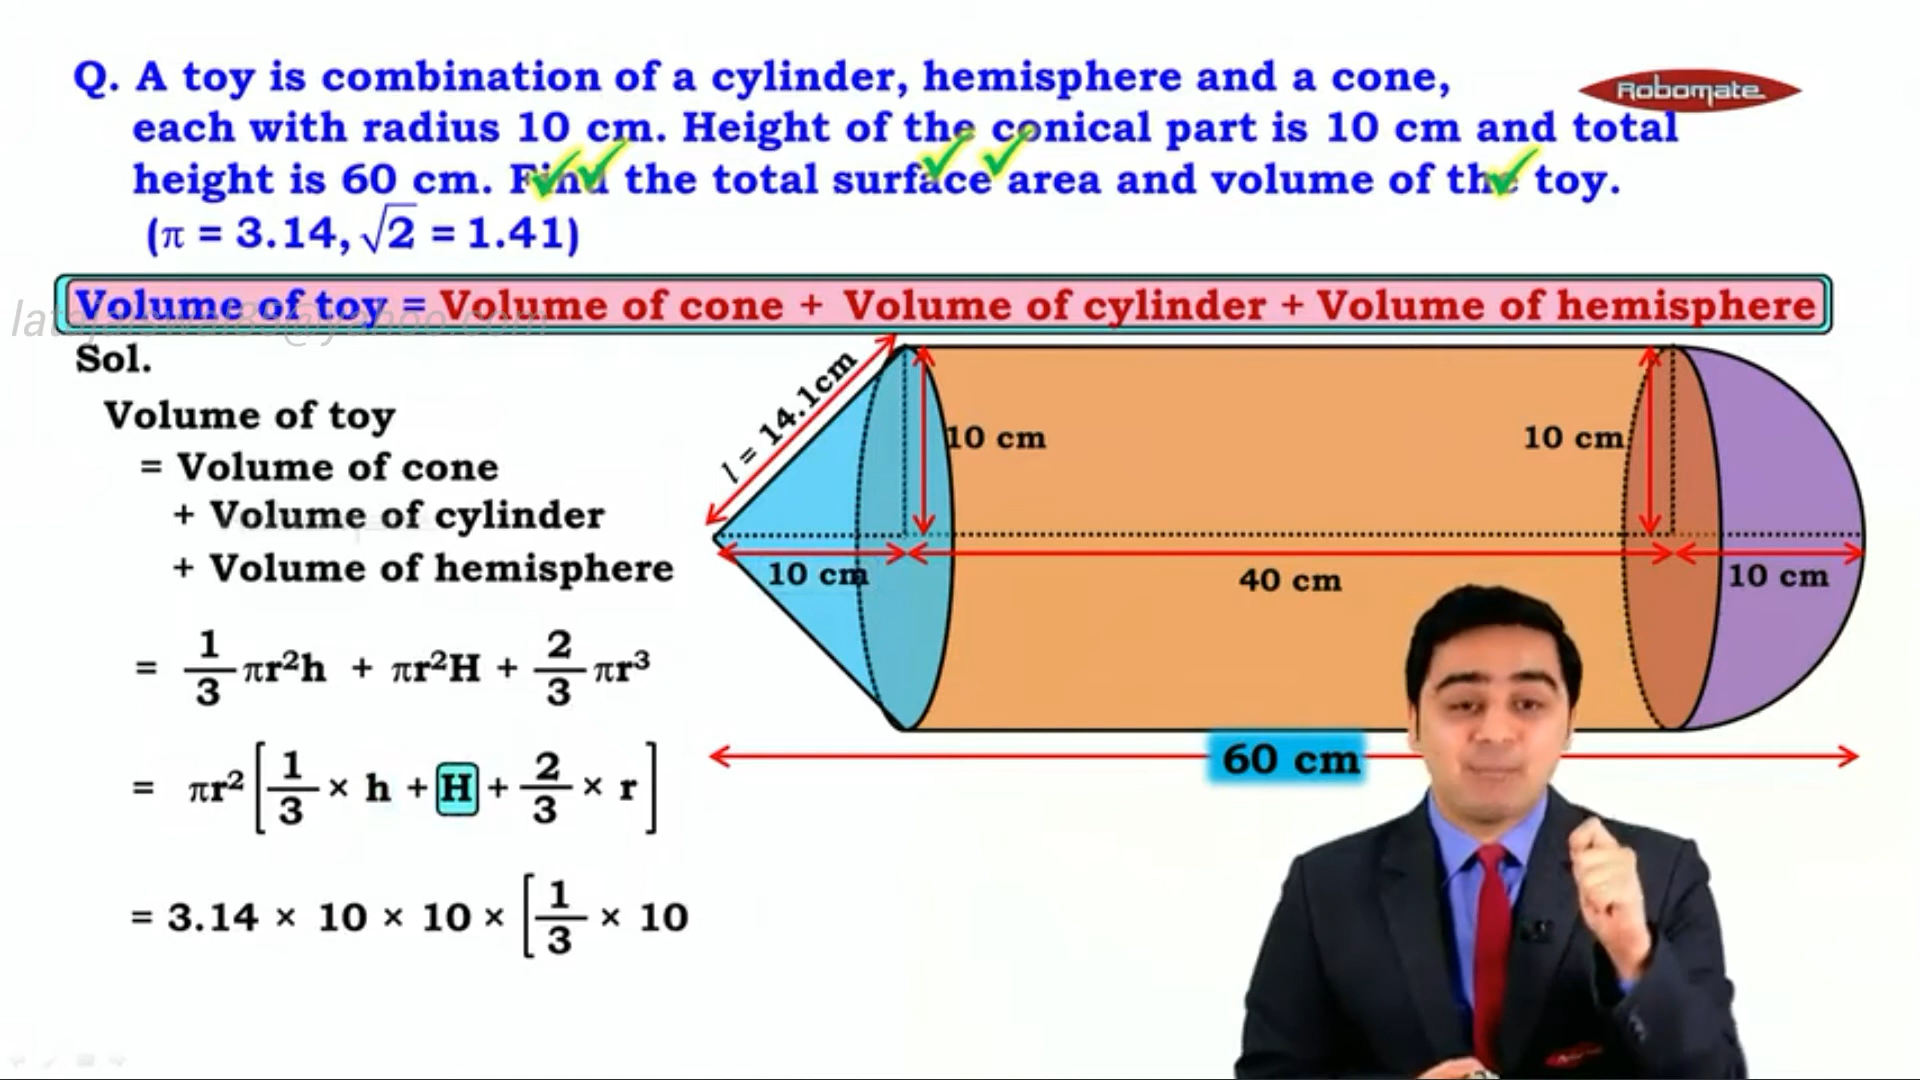 Q. A toy is combination of a cylinder, hemisphere and a cone,
Robomate
each with radius 10 cm. Height of the conical part is 10 cm and total
height is 60 cm. Find the total surface area and volume of the toy.
(π = 3.14, √2 = 1.41)
Volume of toy = Volume of cone + Volume of cylinder + Volume of hemisphere
Sol.
Volume of toy
= Volume of cone
+ Volume of cylinder
+ Volume of hemisphere
= 1/3 πr²h + πr²H + 2/3 πr³
= πr² [1/3 × h + H + 2/3 × r]
= 3.14 × 10 × 10 × [1/3 × 10
l = 14.1cm
10 cm
10 cm
10 cm
40 cm
10 cm
60 cm